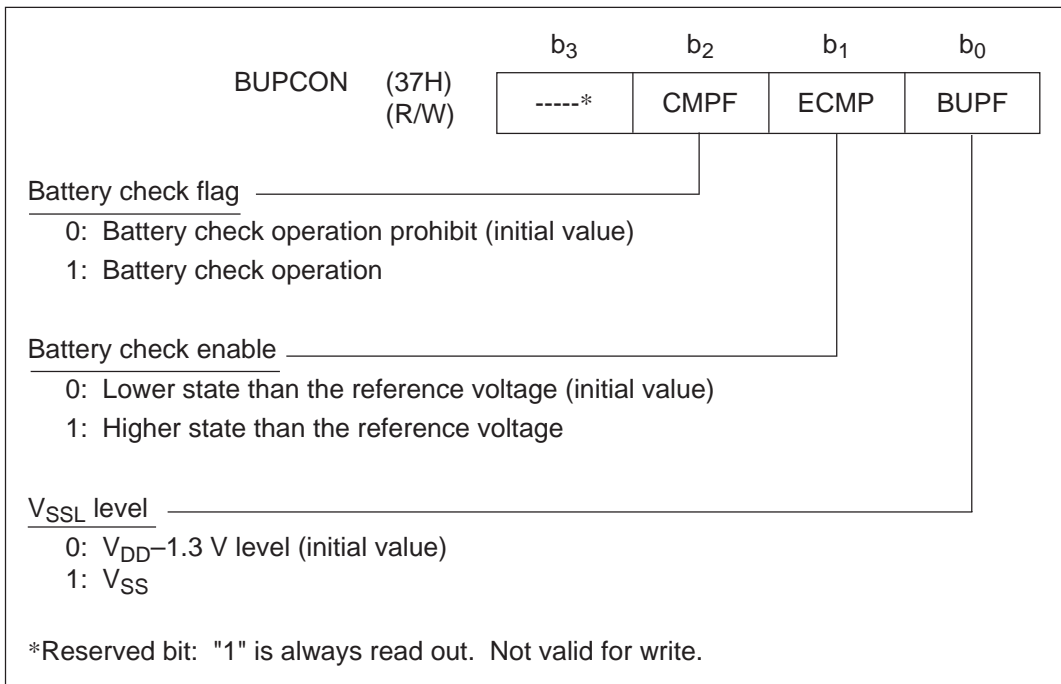 b3 b2 b1 b0
BUPCON (37H) -----* CMPF ECMP BUPF
(R/W)
Battery check flag
0: Battery check operation prohibit (initial value)
1: Battery check operation
Battery check enable
0: Lower state than the reference voltage (initial value)
1: Higher state than the reference voltage
VSSL level
0: VDD–1.3 V level (initial value)
1: VSS
*Reserved bit: "1" is always read out. Not valid for write.